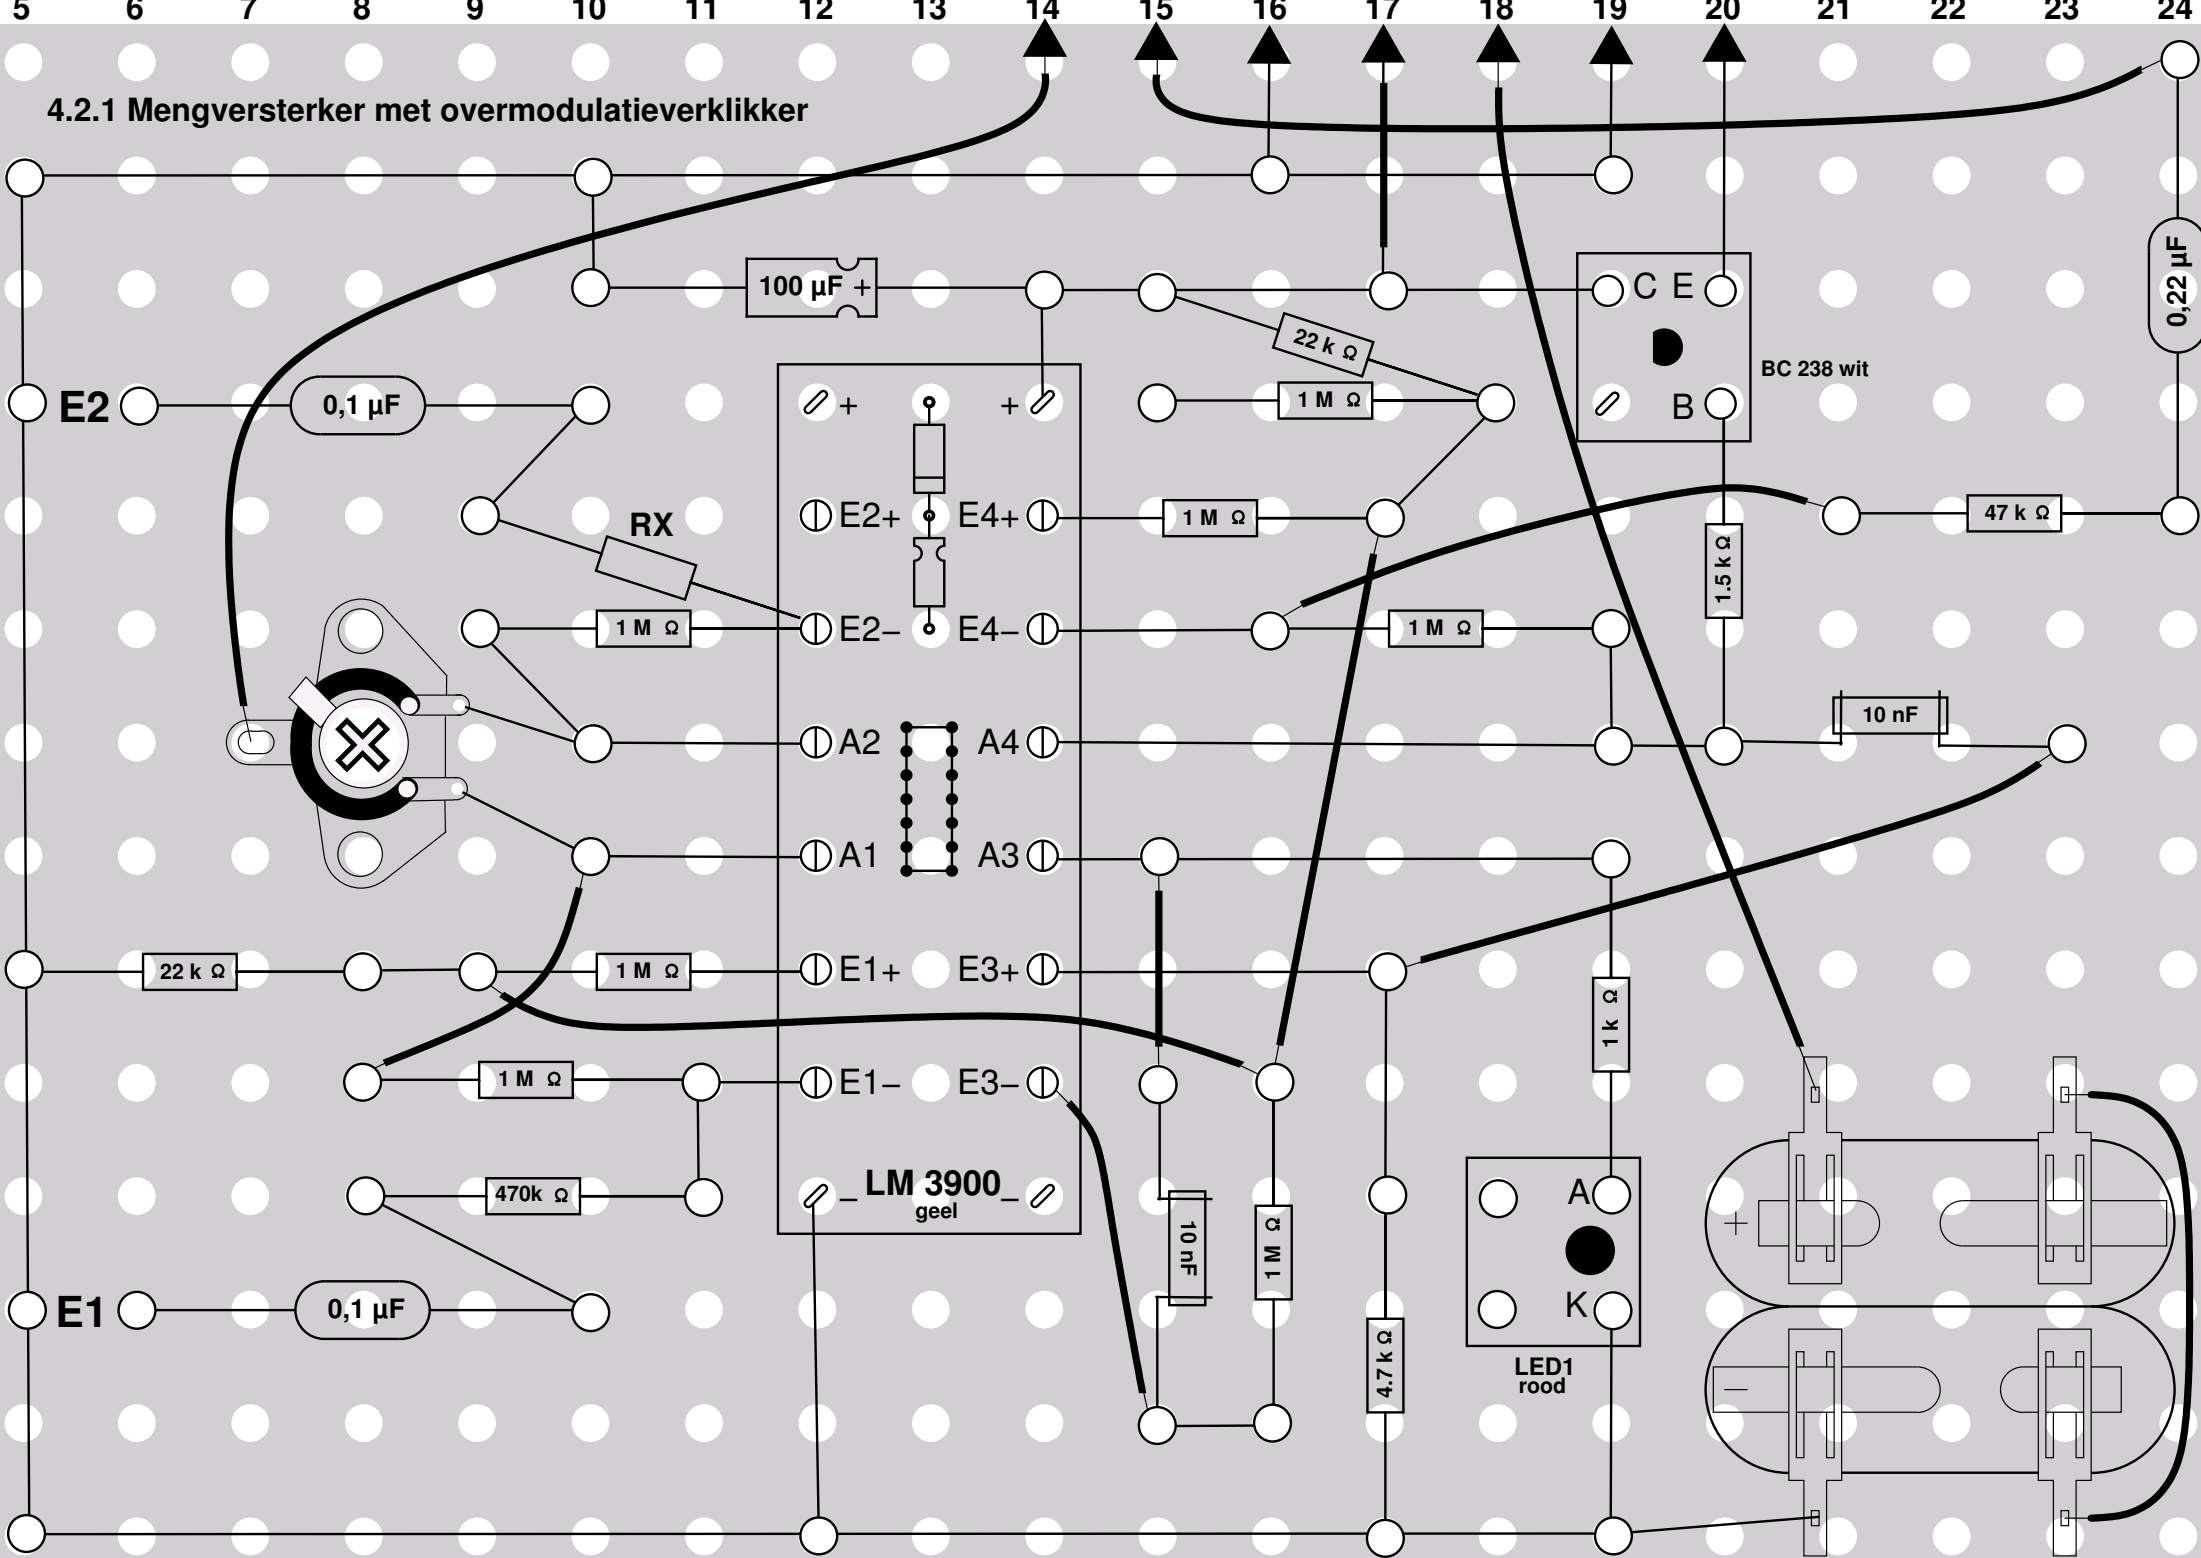 5 6 7 8 9 10 11 12 13 14 15 16 17 18 19 20 21 22 23 24
4.2.1 Mengversterker met overmodulatieverklikker
100 µF +
C E
0,22 µF
22 k Ω
BC 238 wit
E2
0,1 µF
+
+
1 M Ω
B
RX
E2+
E4+
1 M Ω
47 k Ω
1.5 k Ω
1 M Ω
E2−
E4−
1 M Ω
A2
A4
10 nF
A1
A3
22 k Ω
1 M Ω
E1+
E3+
1 k Ω
1 M Ω
E1−
E3−
470k Ω
− LM 3900 −
geel
A
+
10 nF
1 M Ω
E1
0,1 µF
K
4.7 k Ω
LED1
rood
−